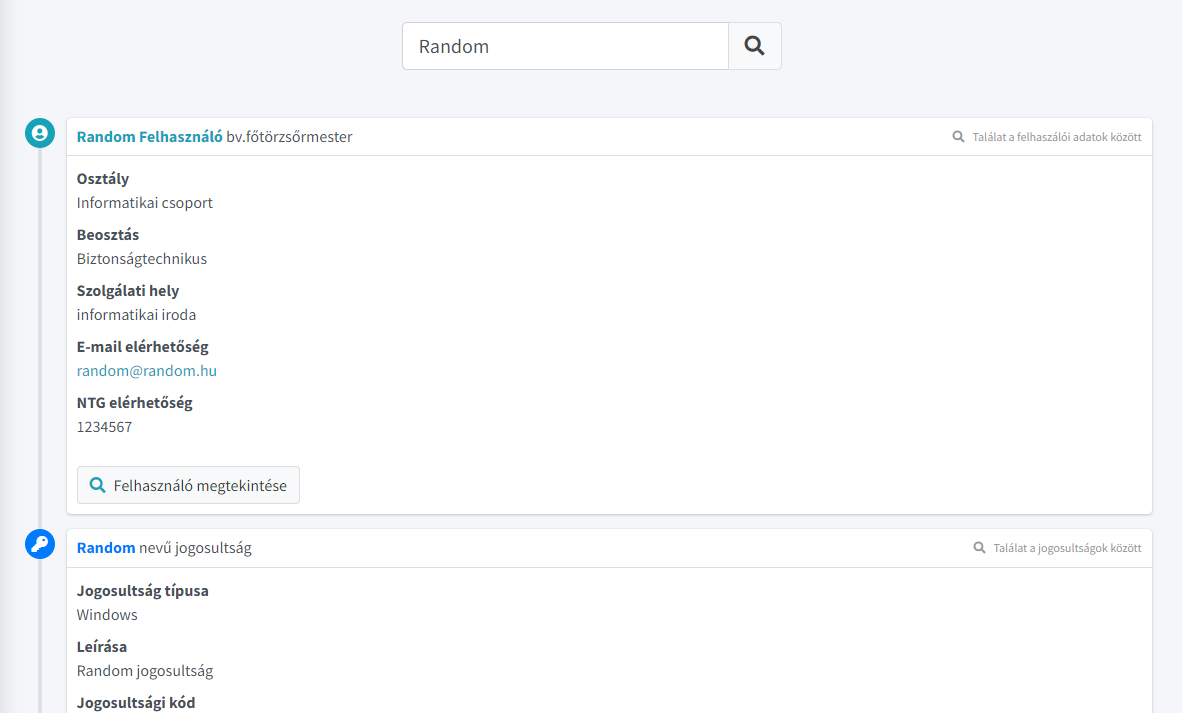 Random
Random Felhasználó bv.főtörzsőrmester
Találat a felhaszálói adatok között
Osztály
Informatikai csoport
Beosztás
Biztonságtechnikus
Szolgálati hely
informatikai iroda
E-mail elérhetőség
random@random.hu
NTG elérhetőség
1234567
Felhasználó megtekintése
Random nevű jogosultság
Találat a jogosultságok között
Jogosultság típusa
Windows
Leírása
Random jogosultság
Jogosultsági kód